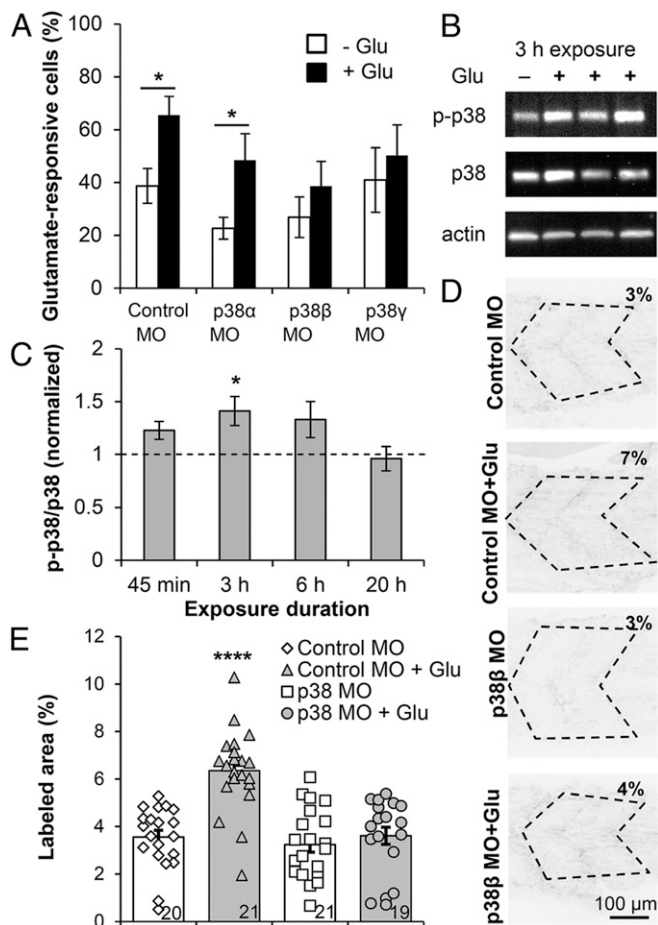 A
Glutamate-responsive cells (%)
100
80
60
40
20
0
- Glu
+ Glu
*
*
Control MO
p38α MO
p38β MO
p38γ MO
B
3 h exposure
Glu – + + +
p-p38
p38
actin
C
p-p38/p38 (normalized)
2
1.5
1
0.5
0
*
45 min 3 h 6 h 20 h
Exposure duration
D
Control MO
3%
Control MO+Glu
7%
p38β MO
3%
p38β MO+Glu
4%
100 µm
E
Labeled area (%)
12
10
8
6
4
2
0
****
Control MO
Control MO + Glu
p38 MO
p38 MO + Glu
20 21 21 19